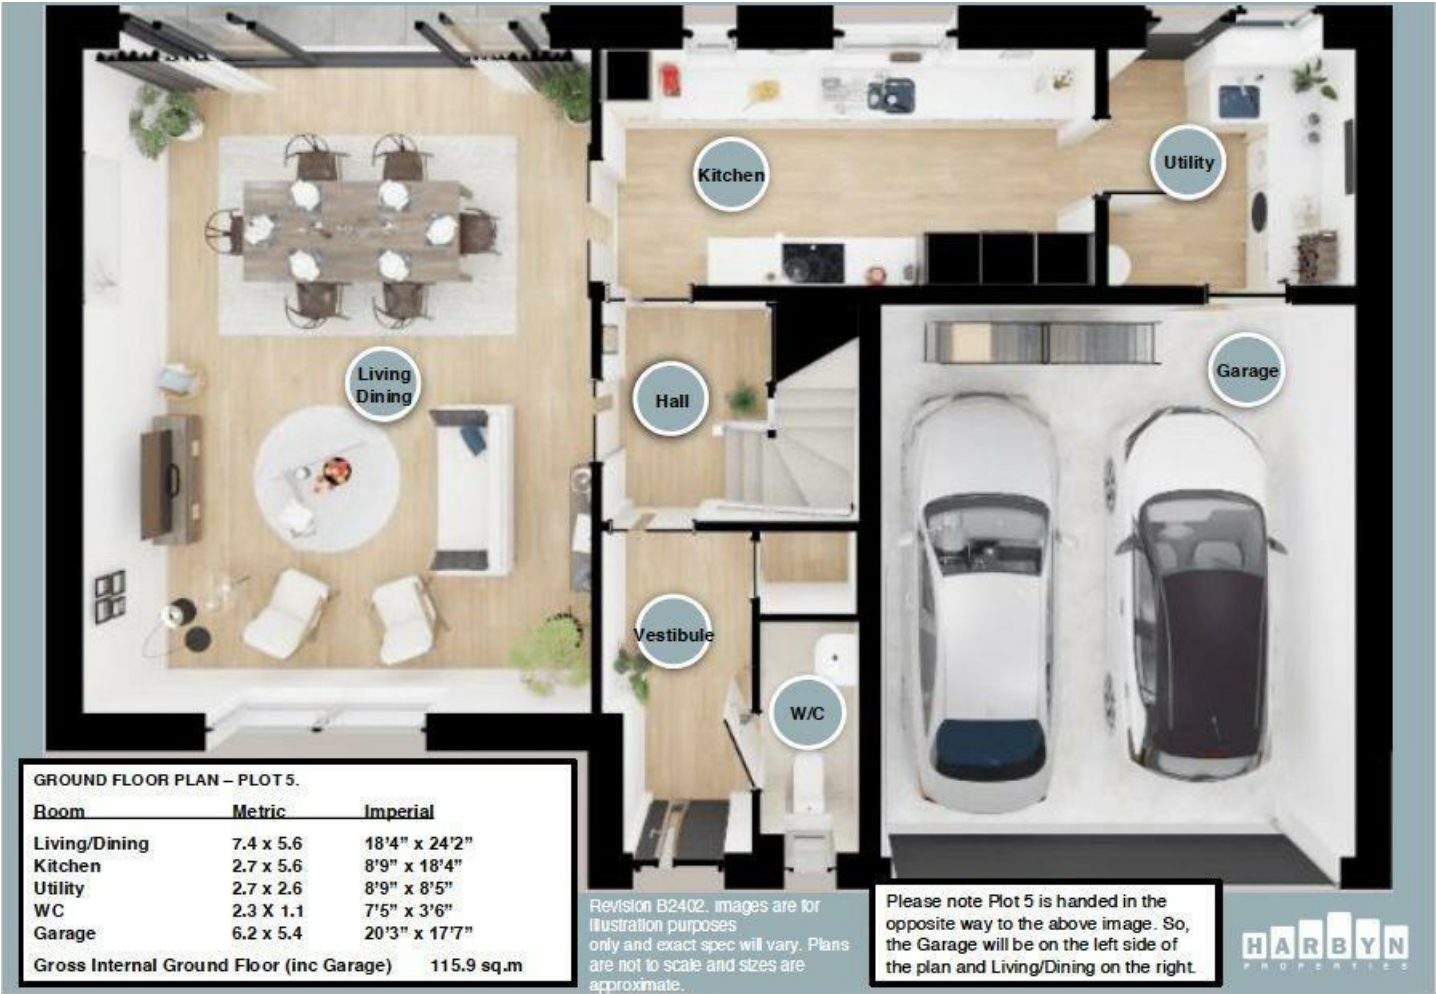 Kitchen
Utility
Living
Dining
Hall
Garage
Vestibule
W/C
GROUND FLOOR PLAN – PLOT 5.
Room Metric Imperial
Living/Dining 7.4 x 5.6 18'4” x 24'2”
Kitchen 2.7 x 5.6 8'9” x 18'4”
Utility 2.7 x 2.6 8'9” x 8'5”
WC 2.3 X 1.1 7'5” x 3'6”
Garage 6.2 x 5.4 20'3” x 17'7”
Gross Internal Ground Floor (inc Garage) 115.9 sq.m
Revision B2402. Images are for
illustration purposes
only and exact spec will vary. Plans
are not to scale and sizes are
approximate.
Please note Plot 5 is handed in the
opposite way to the above image. So,
the Garage will be on the left side of
the plan and Living/Dining on the right.
HARBYN
PROPERTIES